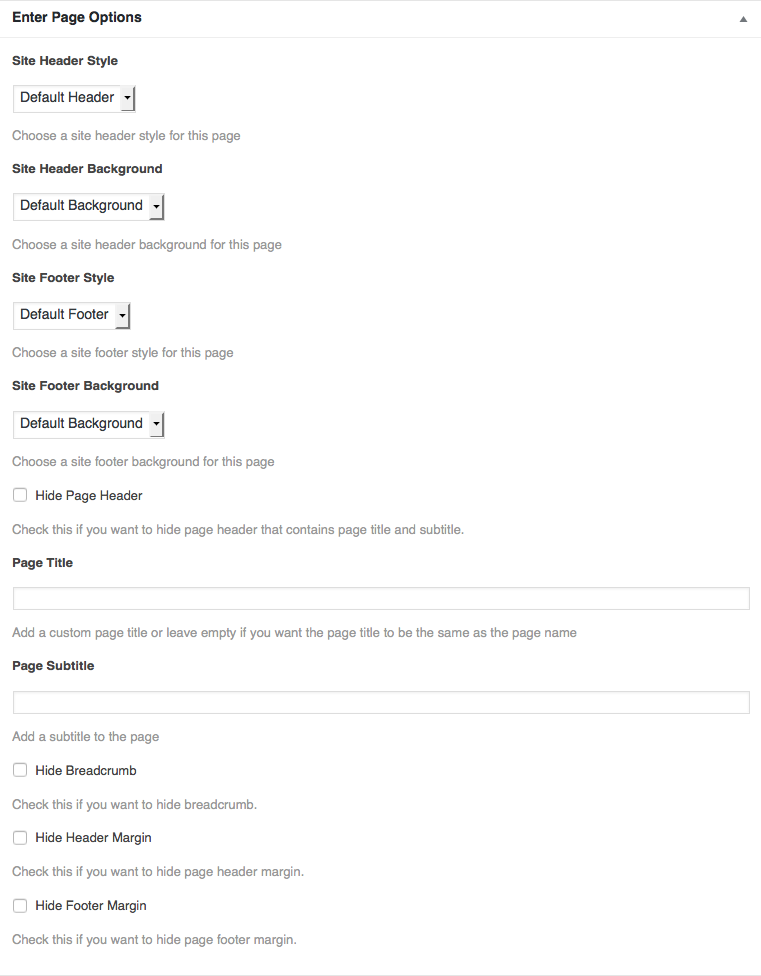 Enter Page Options
Site Header Style
Default Header
Choose a site header style for this page
Site Header Background
Default Background
Choose a site header background for this page
Site Footer Style
Default Footer
Choose a site footer style for this page
Site Footer Background
Default Background
Choose a site footer background for this page
Hide Page Header
Check this if you want to hide page header that contains page title and subtitle.
Page Title
Add a custom page title or leave empty if you want the page title to be the same as the page name
Page Subtitle
Add a subtitle to the page
Hide Breadcrumb
Check this if you want to hide breadcrumb.
Hide Header Margin
Check this if you want to hide page header margin.
Hide Footer Margin
Check this if you want to hide page footer margin.